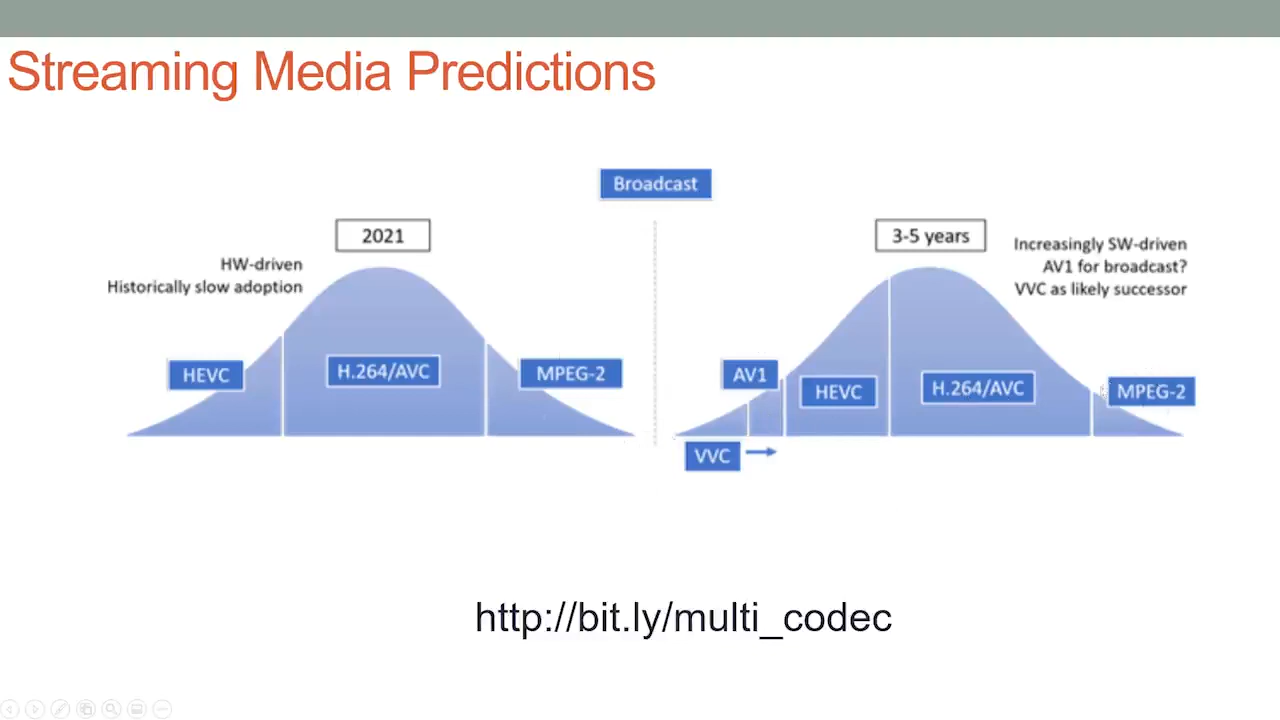 Streaming Media Predictions
Broadcast
2021
HW-driven
Historically slow adoption
HEVC
H.264/AVC
MPEG-2
3-5 years
Increasingly SW-driven
AV1 for broadcast?
VVC as likely successor
AV1
HEVC
H.264/AVC
MPEG-2
VVC
http://bit.ly/multi_codec